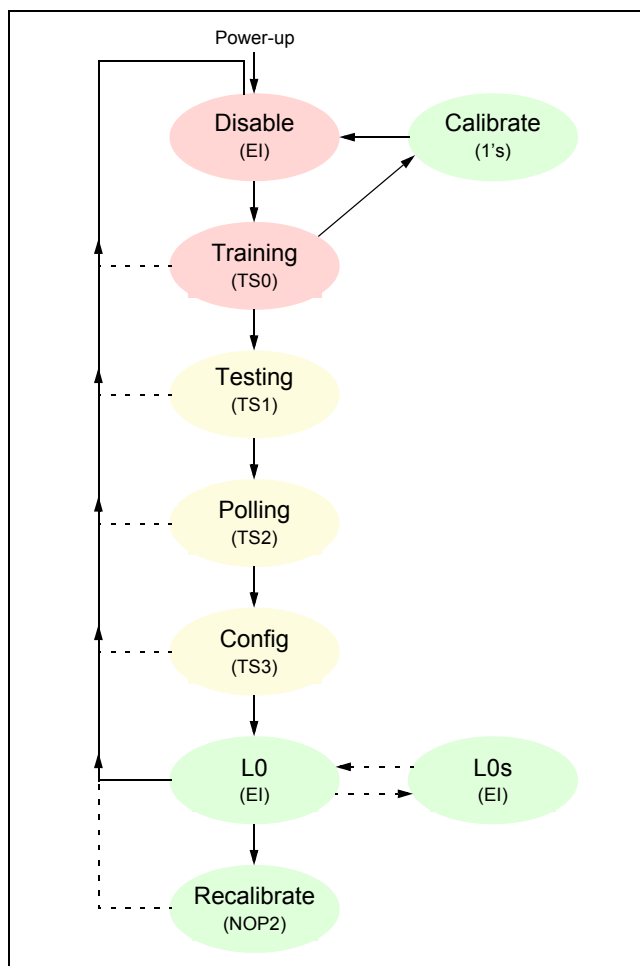 Power-up
Disable
(EI)
Calibrate
(1's)
Training
(TS0)
Testing
(TS1)
Polling
(TS2)
Config
(TS3)
L0
(EI)
L0s
(EI)
Recalibrate
(NOP2)